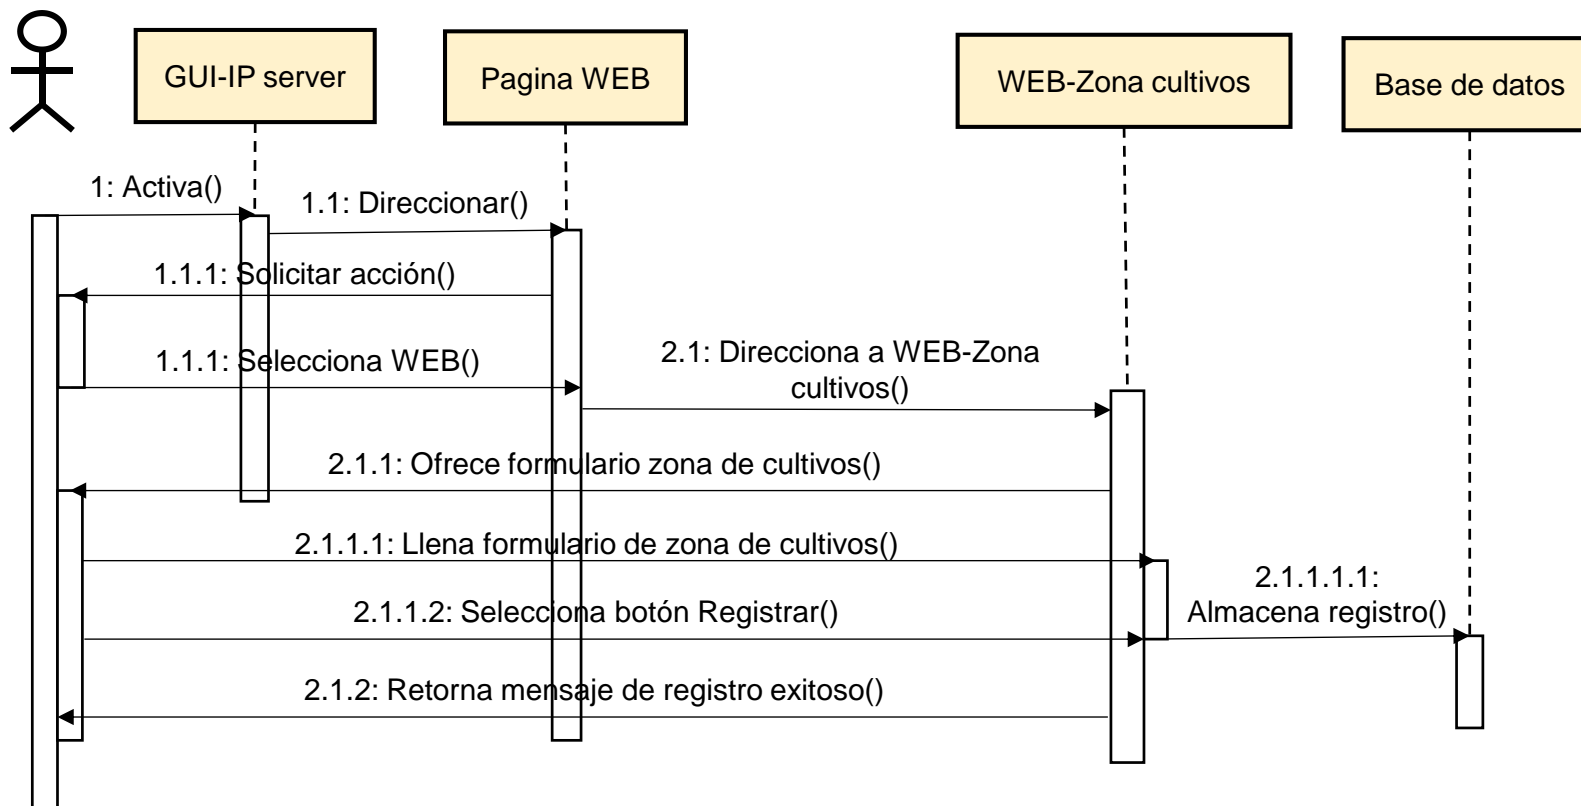 GUI-IP server
Pagina WEB
WEB-Zona cultivos
Base de datos
1: Activa()
1.1: Direccionar()
1.1.1: Solicitar acción()
1.1.1: Selecciona WEB()
2.1: Direcciona a WEB-Zona
cultivos()
2.1.1: Ofrece formulario zona de cultivos()
2.1.1.1: Llena formulario de zona de cultivos()
2.1.1.1.1:
Almacena registro()
2.1.1.2: Selecciona botón Registrar()
2.1.2: Retorna mensaje de registro exitoso()